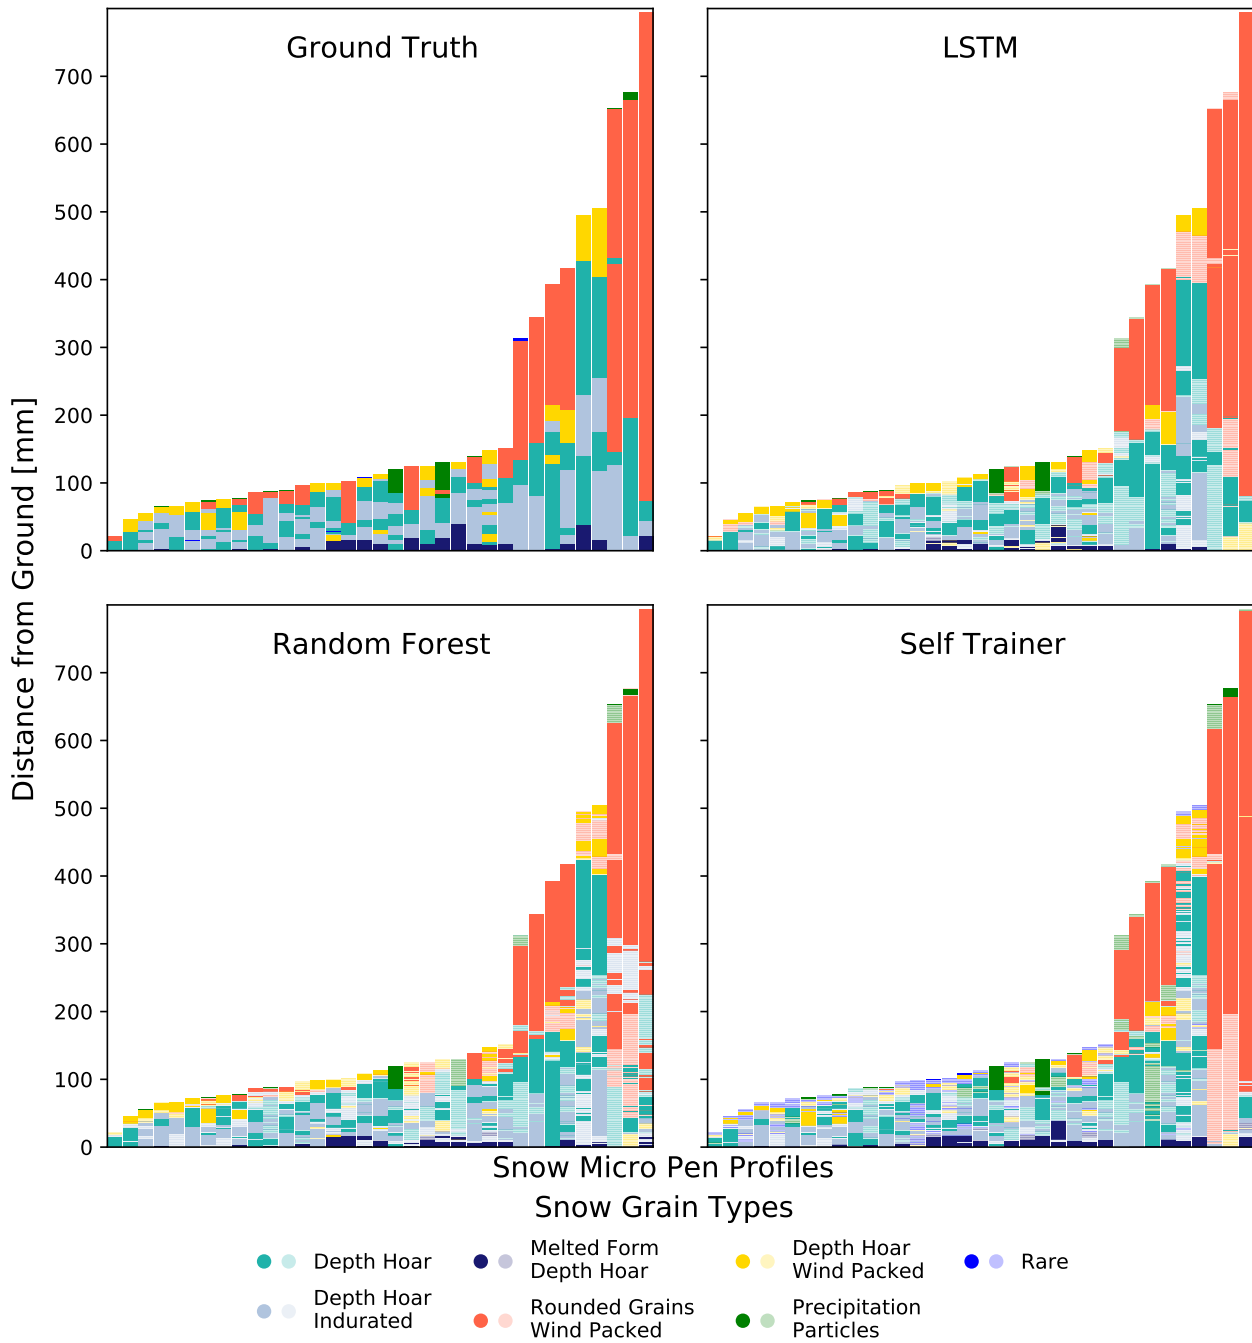 Ground Truth
LSTM
700
600
500
400
300
200
100
0
Distance from Ground [mm]
Random Forest
Self Trainer
700
600
500
400
300
200
100
0
Snow Micro Pen Profiles
Snow Grain Types
Depth Hoar
Melted Form
Depth Hoar
Depth Hoar
Wind Packed
Rare
Depth Hoar
Indurated
Rounded Grains
Wind Packed
Precipitation
Particles